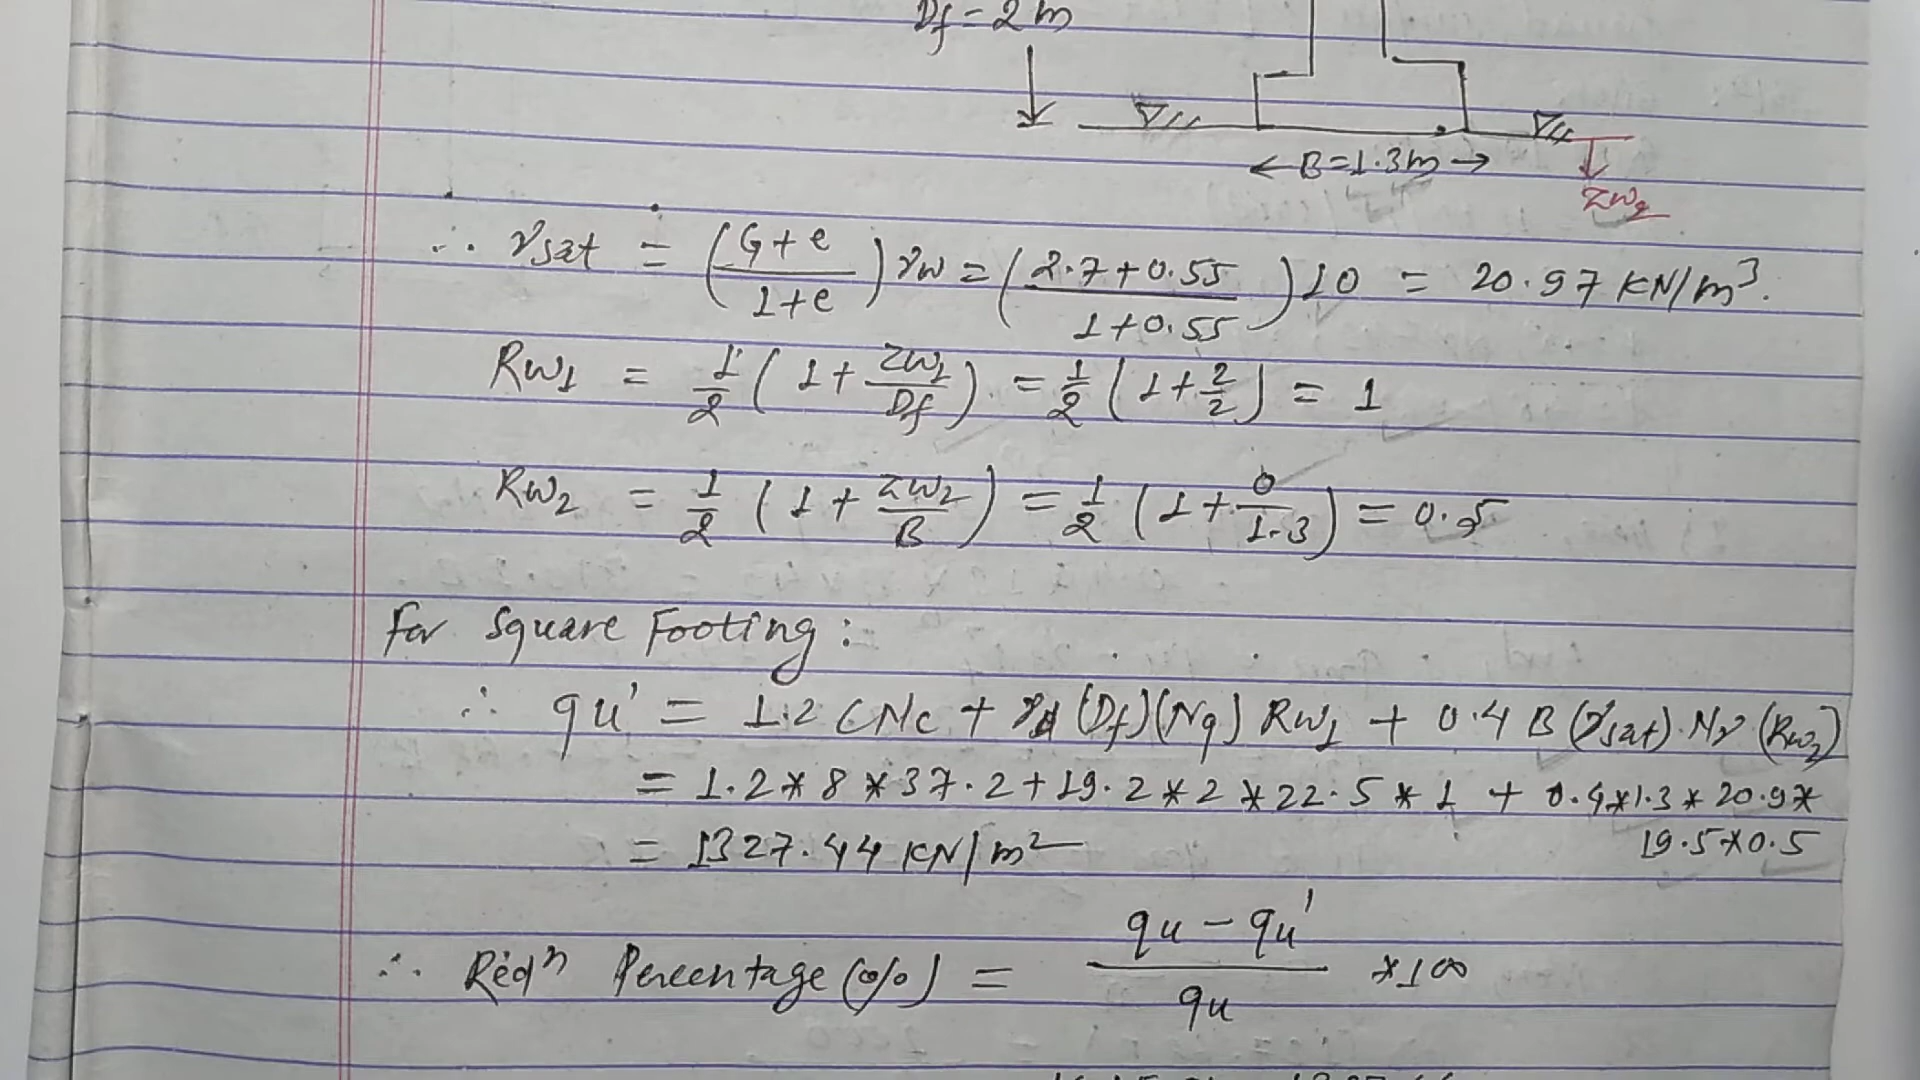 Df = 2 m
← B=1.3m →
Zw2
∴ γsat = (G+e / 1+e) γw = (2.7+0.55 / 1+0.55) 10 = 20.97 KN/m³.
Rw1 = 1/2 (1 + Zw1/Df) = 1/2 (1 + 2/2) = 1
Rw2 = 1/2 (1 + Zw2/B) = 1/2 (1 + 0/1.3) = 0.5
For Square Footing :
∴ qu' = 1.2 CNc + γd (Df)(Nq) Rw1 + 0.4 B (γsat). Nγ (Rw2)
= 1.2 * 8 * 37.2 + 19.2 * 2 * 22.5 * 1 + 0.4*1.3 * 20.9*
19.5*0.5
= 1327.44 KN/m²
∴ Redⁿ Percentage (%) = qu - qu' / qu *100